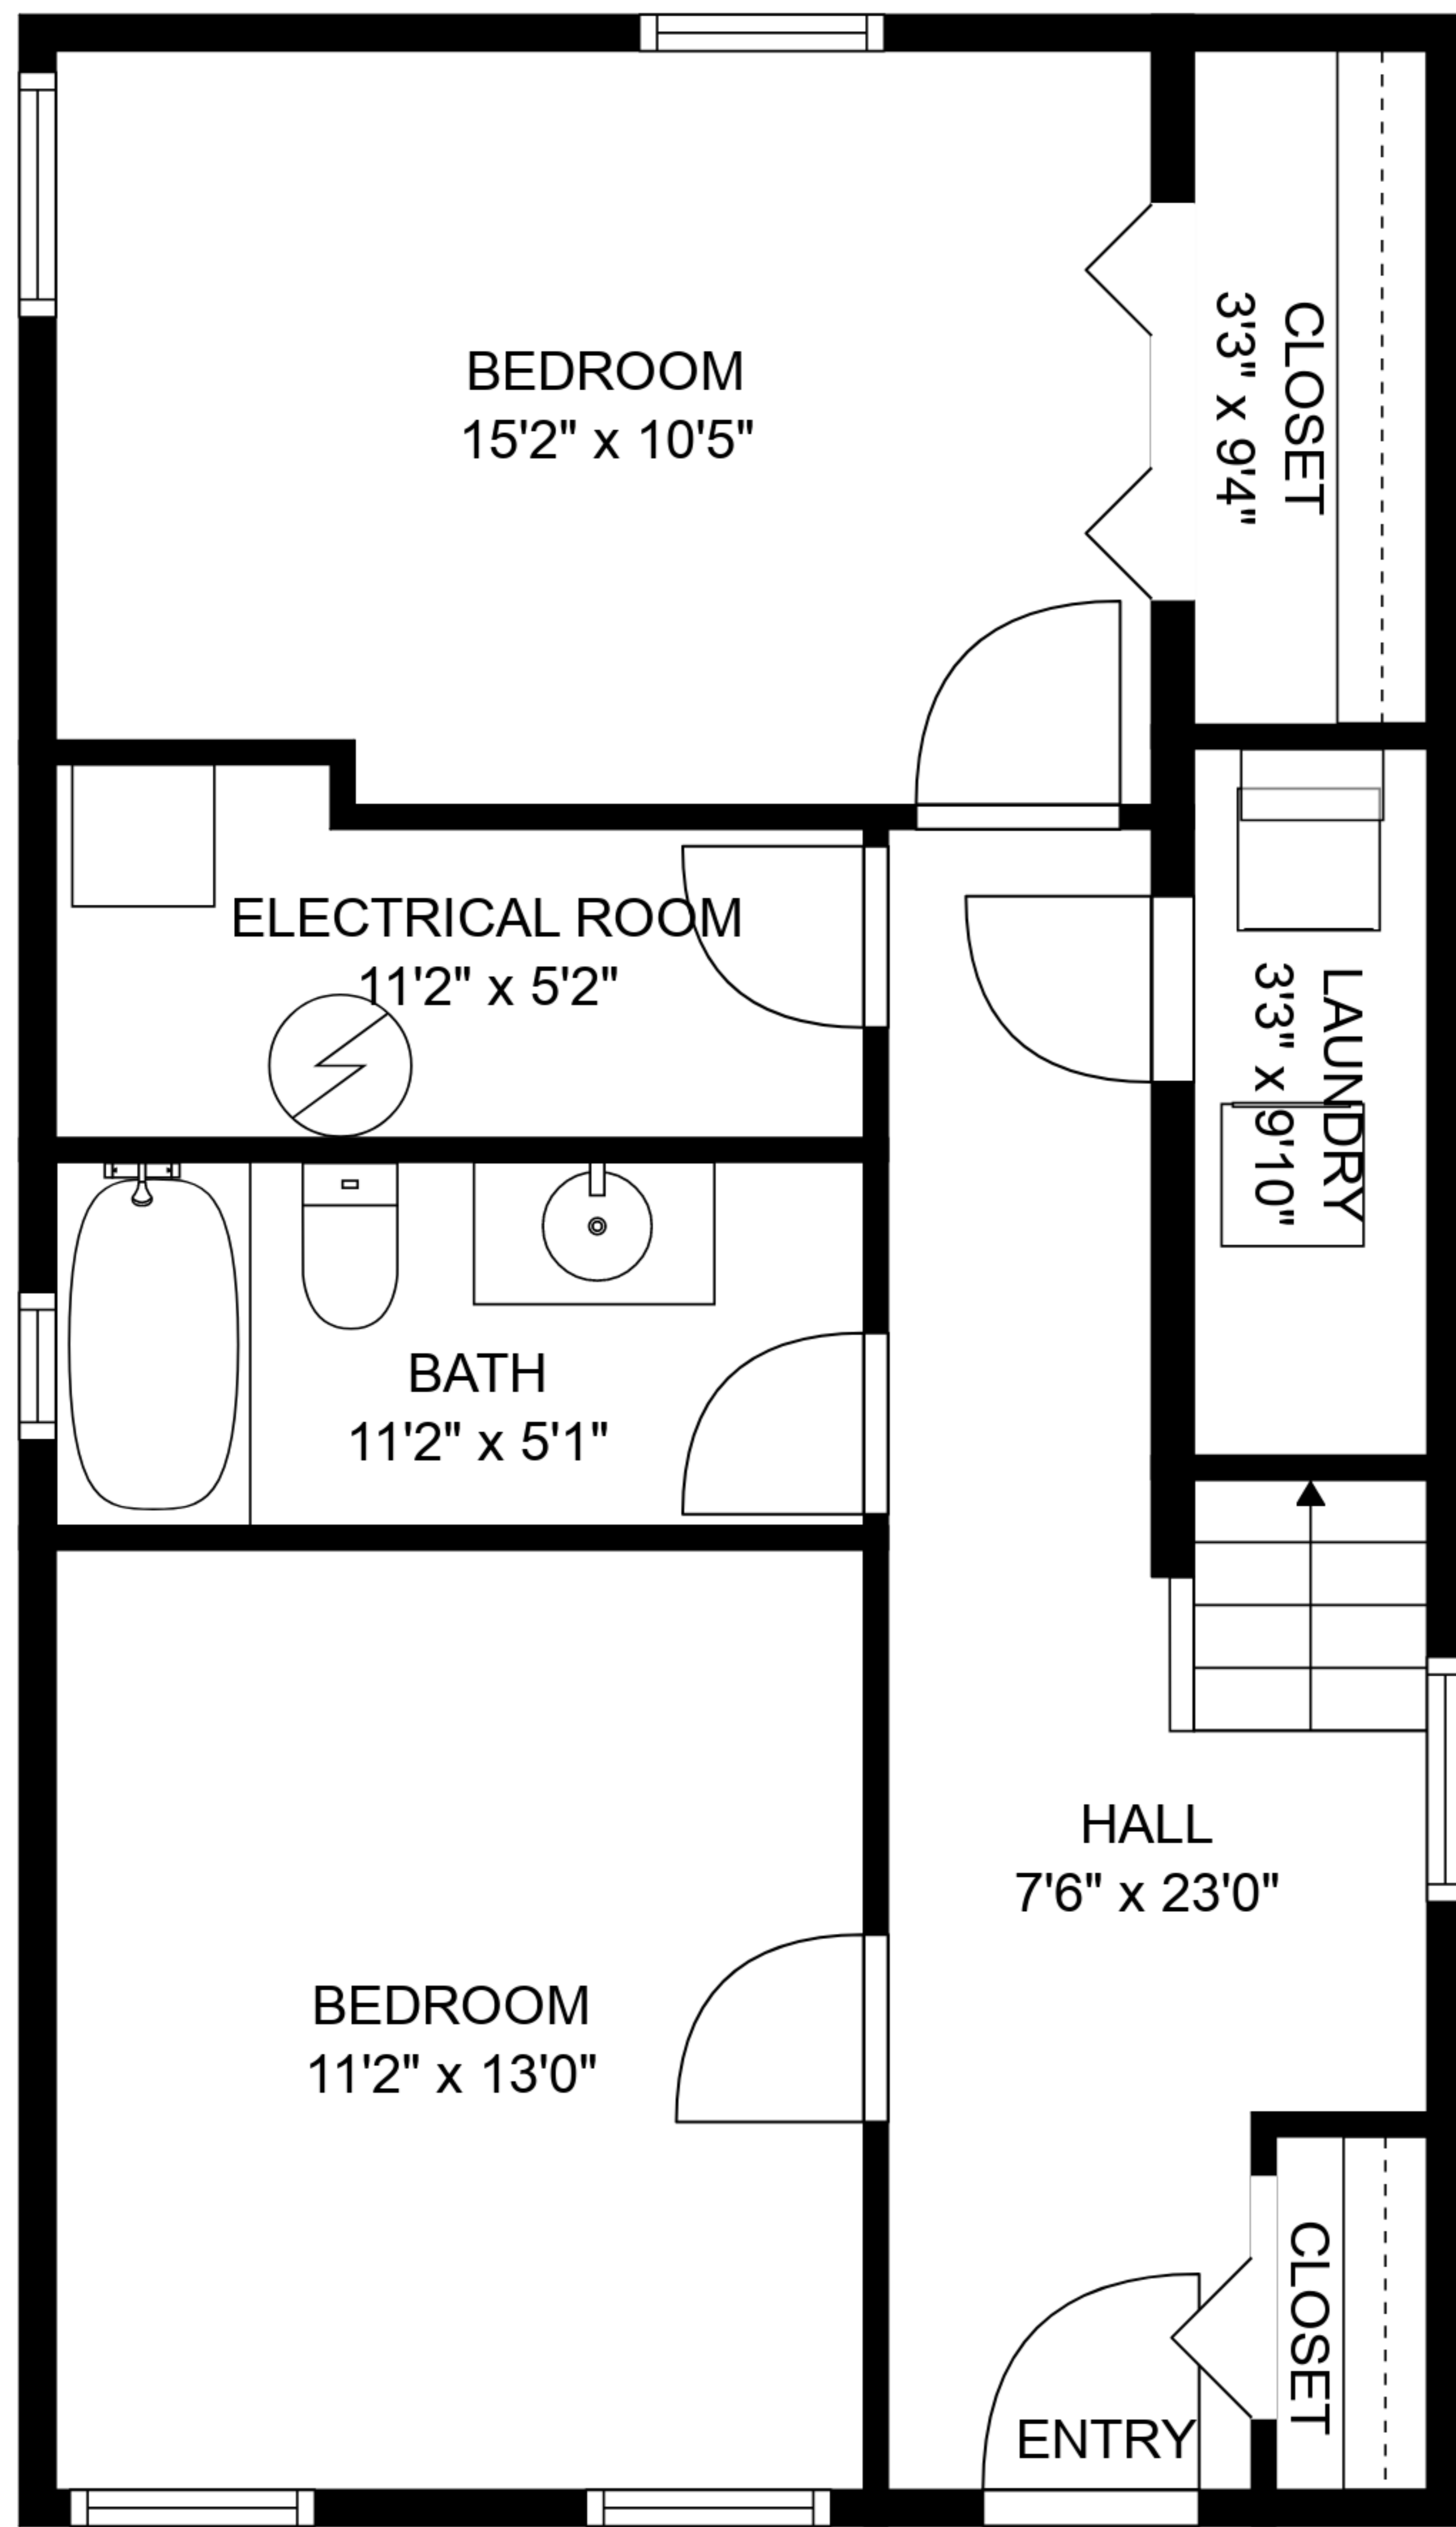 BEDROOM
15'2" x 10'5"
CLOSET
3'3" x 9'4"
ELECTRICAL ROOM
11'2" x 5'2"
LAUNDRY
3'3" x 9'10"
BATH
11'2" x 5'1"
HALL
7'6" x 23'0"
BEDROOM
11'2" x 13'0"
CLOSET
ENTRY